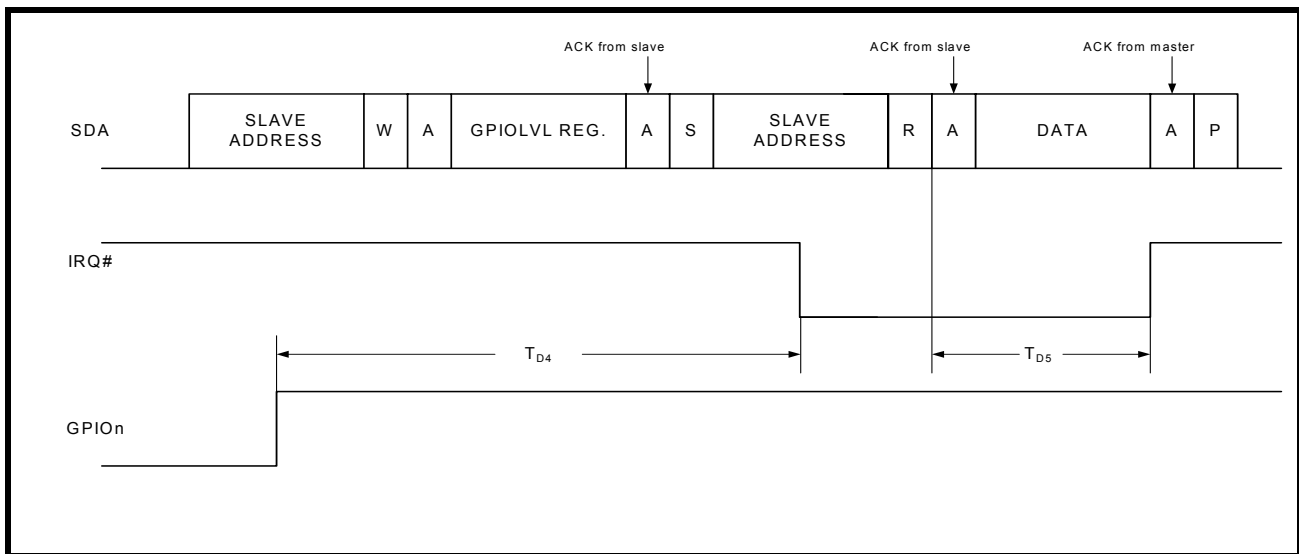 ACK from slave
ACK from slave
ACK from master
SDA
SLAVE
ADDRESS
W
A
GPIOLVL REG.
A
S
SLAVE
ADDRESS
R
A
DATA
A
P
IRQ#
TD4
TD5
GPIOn